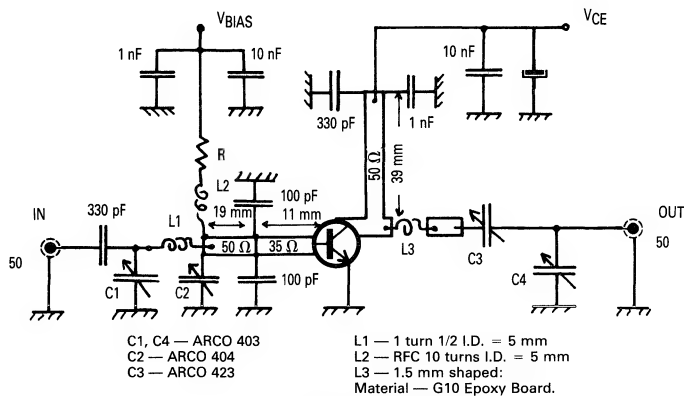 V_BIAS
V_CE
1 nF
10 nF
10 nF
330 pF
1 nF
50 Ω
39 mm
R
L2
100 pF
19 mm
11 mm
IN
330 pF
L1
OUT
50
50 Ω
35 Ω
L3
C3
50
C1
C2
100 pF
C4
C1, C4 — ARCO 403
C2 — ARCO 404
C3 — ARCO 423
L1 — 1 turn 1/2 I.D. = 5 mm
L2 — RFC 10 turns I.D. = 5 mm
L3 — 1.5 mm shaped:
Material — G10 Epoxy Board.